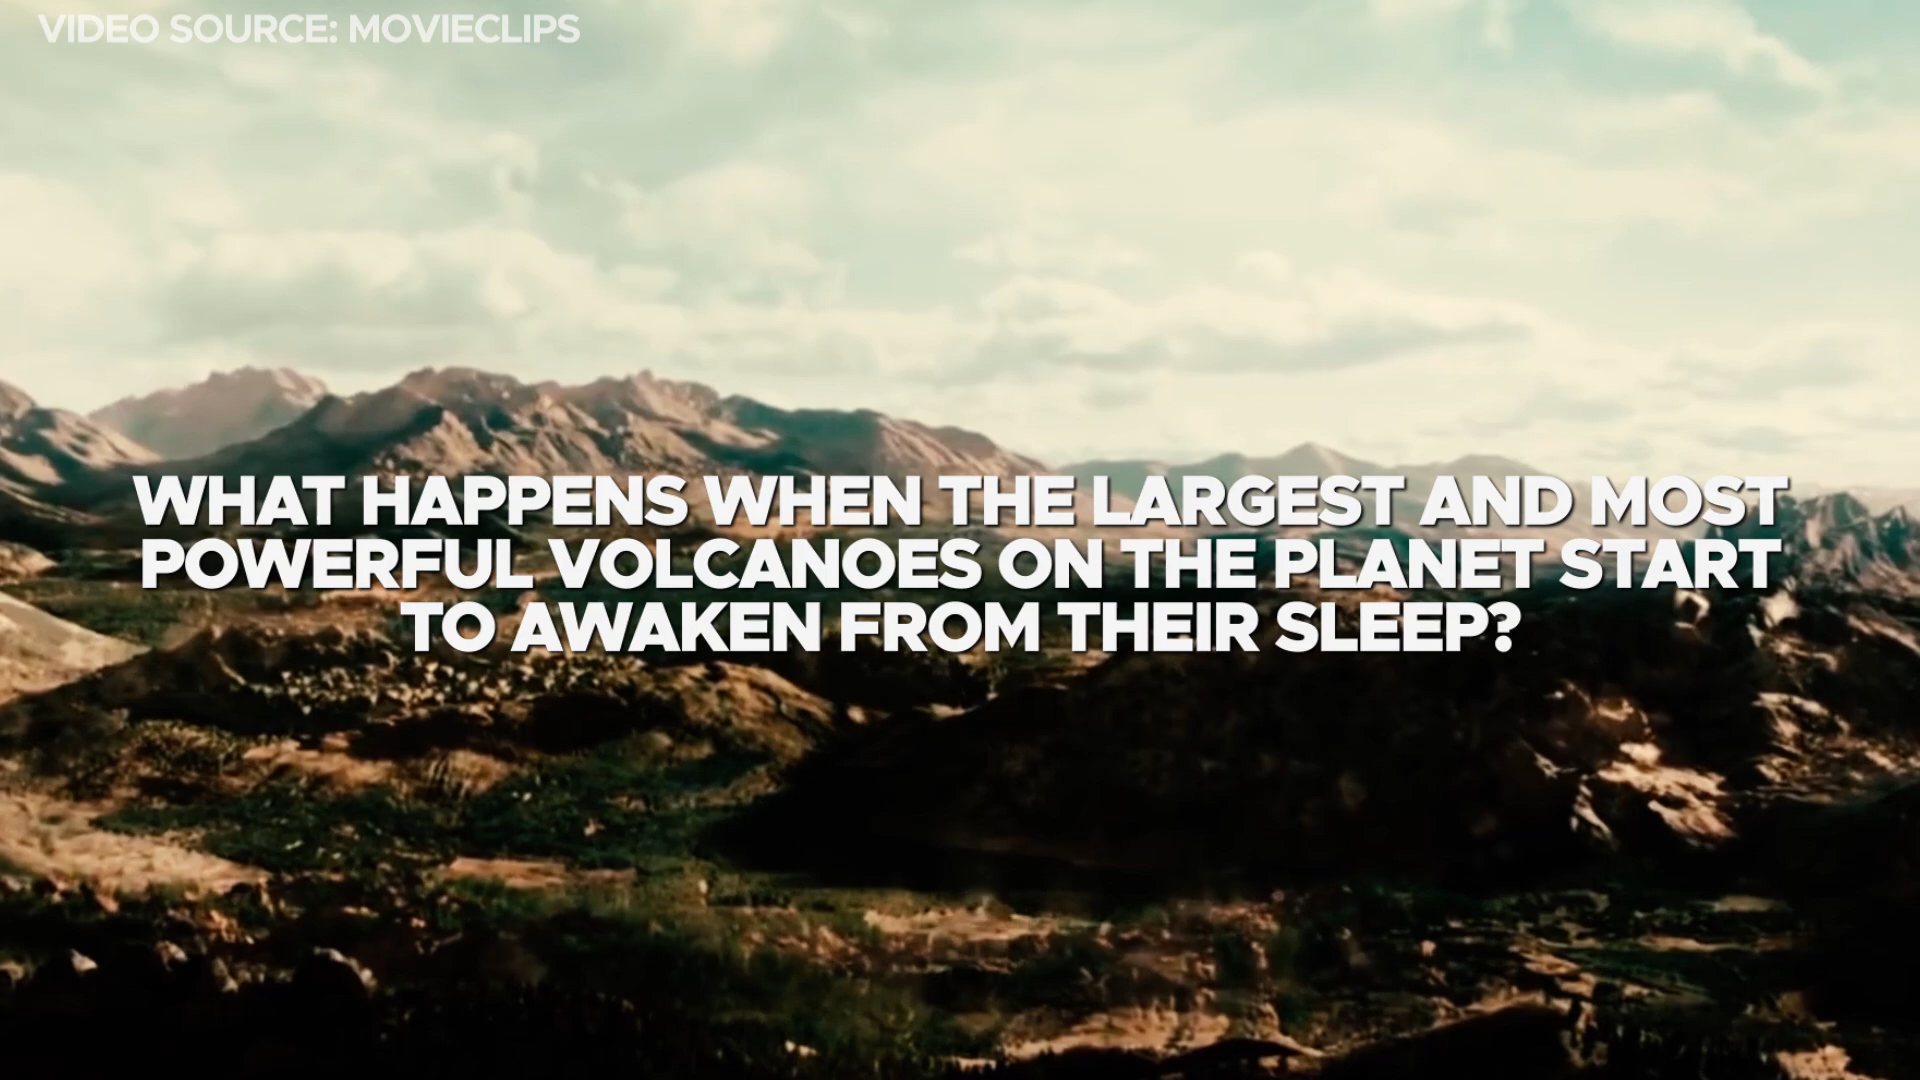 VIDEO SOURCE: MOVIECLIPS
WHAT HAPPENS WHEN THE LARGEST AND MOST
POWERFUL VOLCANOES ON THE PLANET START
TO AWAKEN FROM THEIR SLEEP?